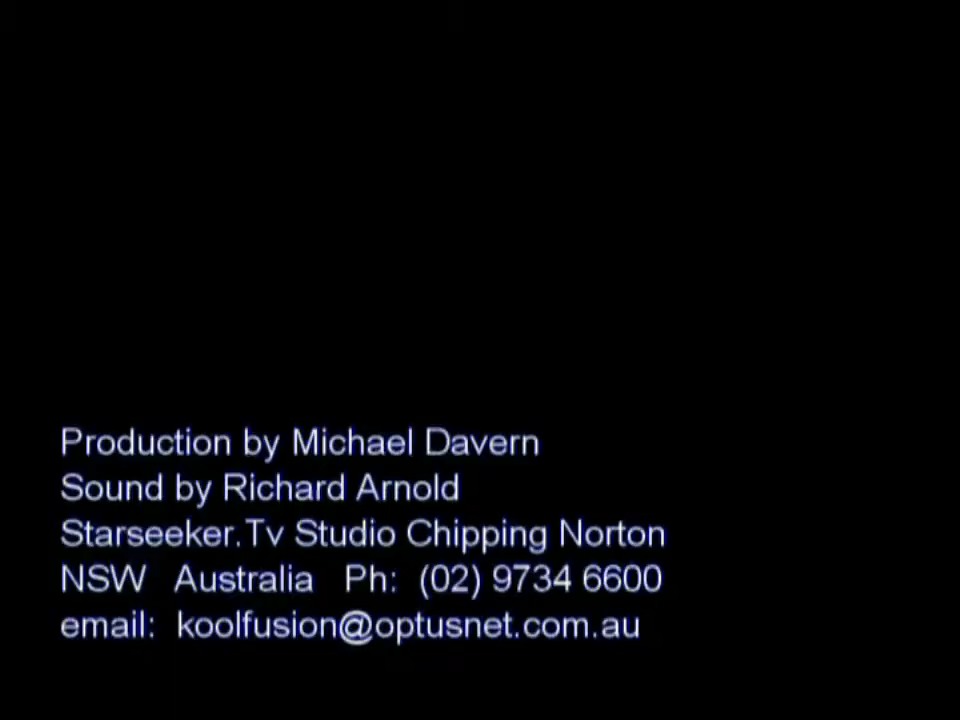 Production by Michael Davern
Sound by Richard Arnold
Starseeker.Tv Studio Chipping Norton
NSW Australia Ph: (02) 9734 6600
email: koolfusion@optusnet.com.au